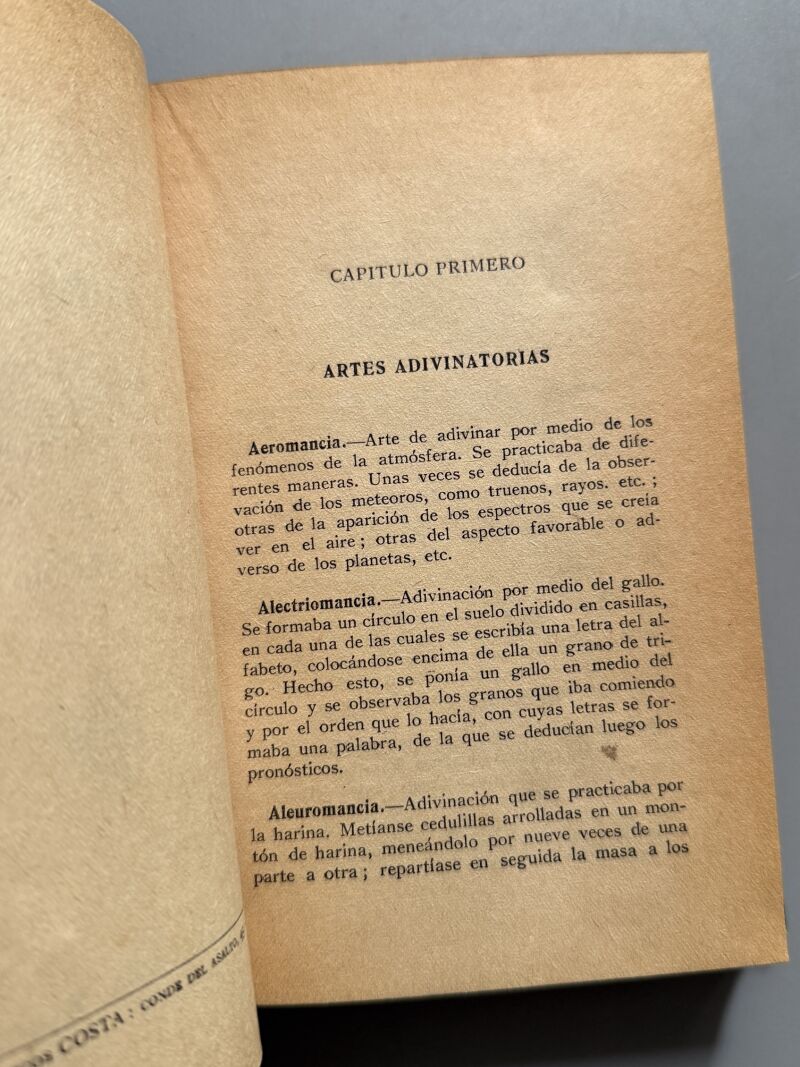 CAPITULO PRIMERO
ARTES ADIVINATORIAS
Aeromancia.—Arte de adivinar por medio de los
fenómenos de la atmósfera. Se practicaba de dife-
rentes maneras. Unas veces se deducía de la obser-
vación de los meteoros, como truenos, rayos. etc. ;
otras de la aparición de los espectros que se creía
ver en el aire ; otras del aspecto favorable o ad-
verso de los planetas, etc.
Alectriomancia.—Adivinación por medio del gallo.
Se formaba un círculo en el suelo dividido en casillas,
en cada una de las cuales se escribía una letra del al-
fabeto, colocándose encima de ella un grano de tri-
go. Hecho esto, se ponía un gallo en medio del
círculo y se observaba los granos que iba comiendo
y por el orden que lo hacía, con cuyas letras se for-
maba una palabra, de la que se deducían luego los
pronósticos.
Aleuromancia.—Adivinación que se practicaba por
la harina. Metíanse cedulillas arrolladas en un mon-
tón de harina, meneándolo por nueve veces de una
parte a otra ; repartíase en seguida la masa a los
COSTA : CONDE DEL ASALTO,